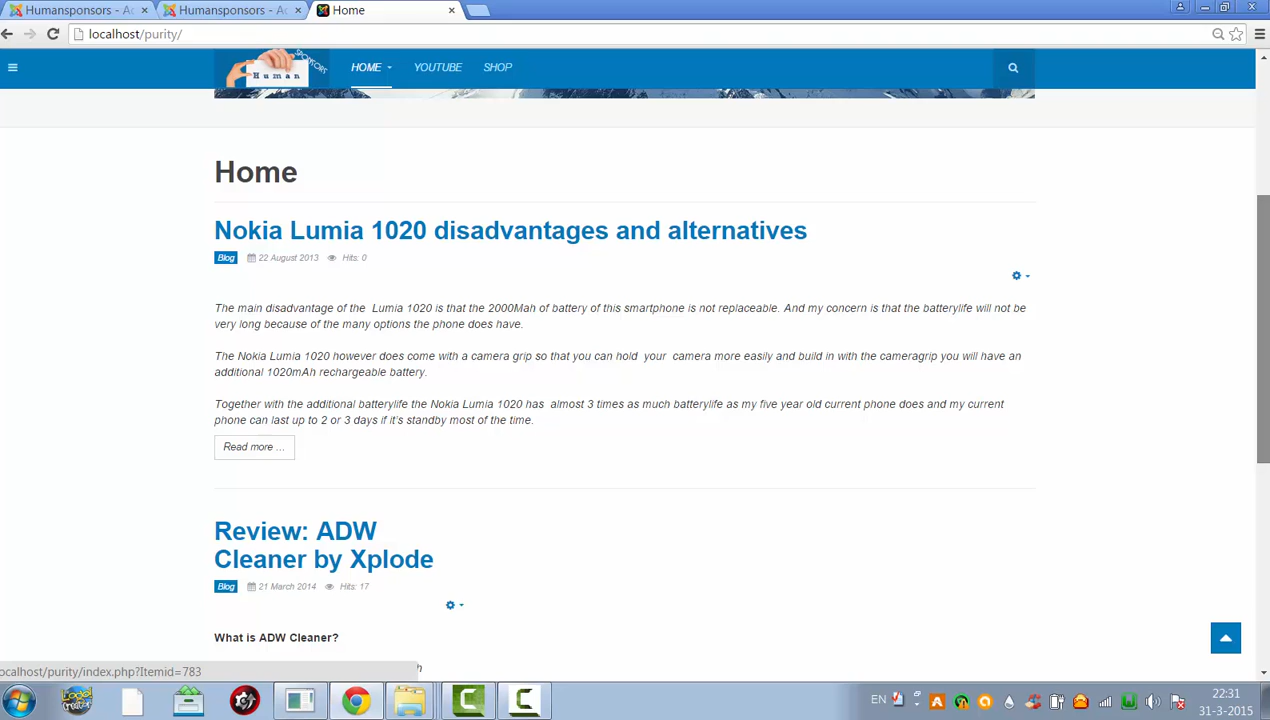 Humansponsors - Ac
Humansponsors - Ac
Home
localhost/purity/
Human
SPONSORS
HOME
YOUTUBE
SHOP
Home
Nokia Lumia 1020 disadvantages and alternatives
Blog 22 August 2013 Hits: 0
The main disadvantage of the Lumia 1020 is that the 2000Mah of battery of this smartphone is not replaceable. And my concern is that the batterylife will not be
very long because of the many options the phone does have.
The Nokia Lumia 1020 however does come with a camera grip so that you can hold your camera more easily and build in with the cameragrip you will have an
additional 1020mAh rechargeable battery.
Together with the additional batterylife the Nokia Lumia 1020 has almost 3 times as much batterylife as my five year old current phone does and my current
phone can last up to 2 or 3 days if it's standby most of the time.
Read more ...
Review: ADW
Cleaner by Xplode
Blog 21 March 2014 Hits: 17
What is ADW Cleaner?
h
ocalhost/purity/index.php?Itemid=783
EN
22:31
31-3-2015